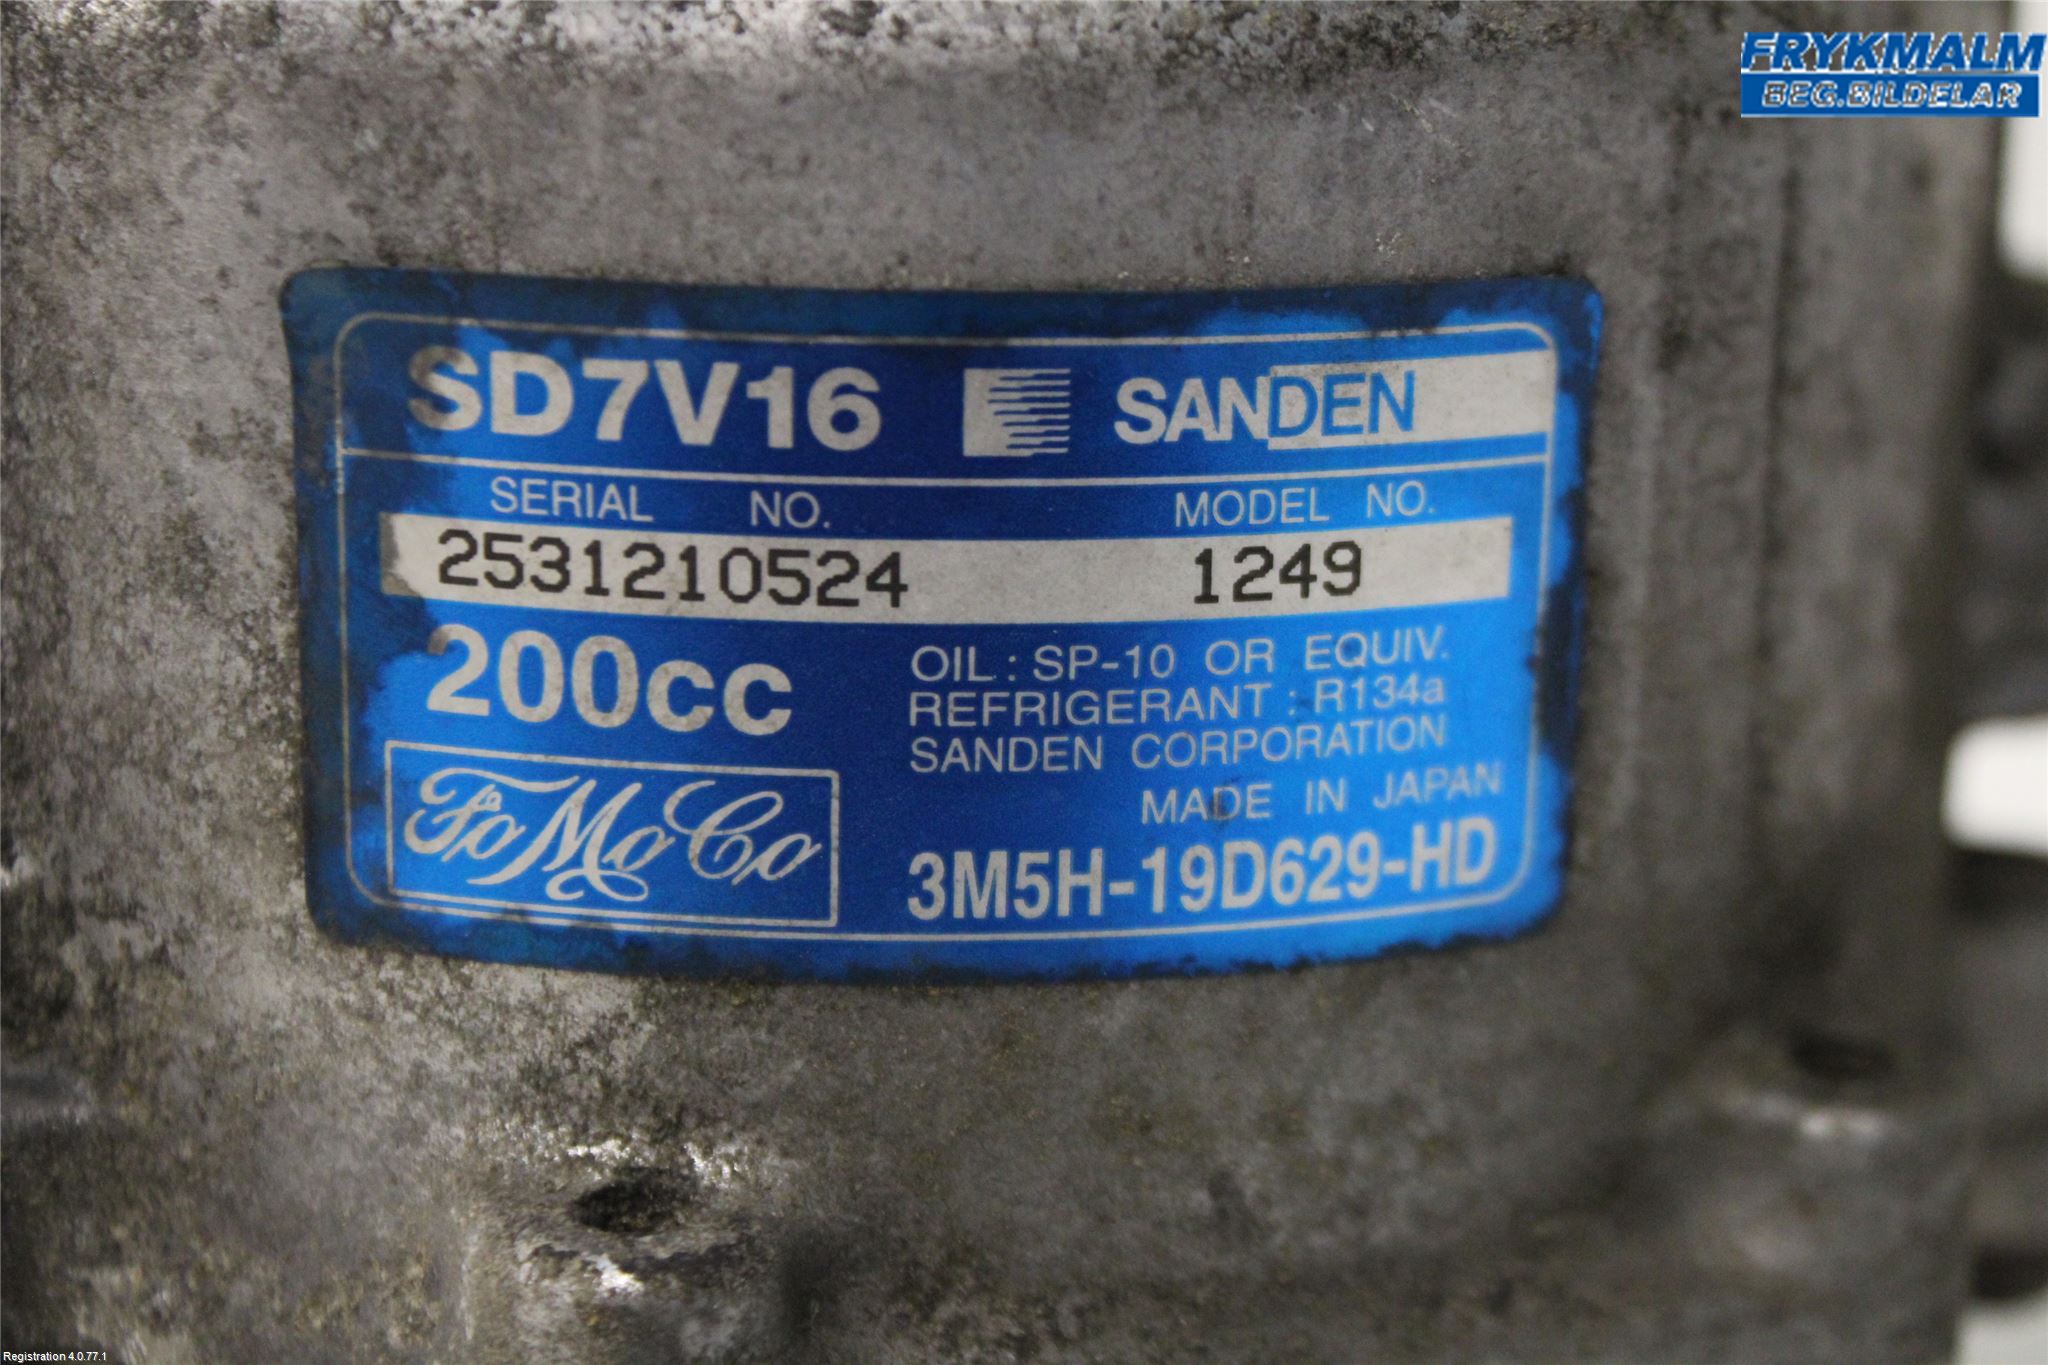 FRYKMALM
BEG.BILDELAR
SD7V16 SANDEN
SERIAL NO. MODEL NO.
2531210524 1249
200cc
OIL: SP-10 OR EQUIV.
REFRIGERANT : R134a
SANDEN CORPORATION
MADE IN JAPAN
FoMoCo
3M5H-19D629-HD
Registration 4.0.77.1